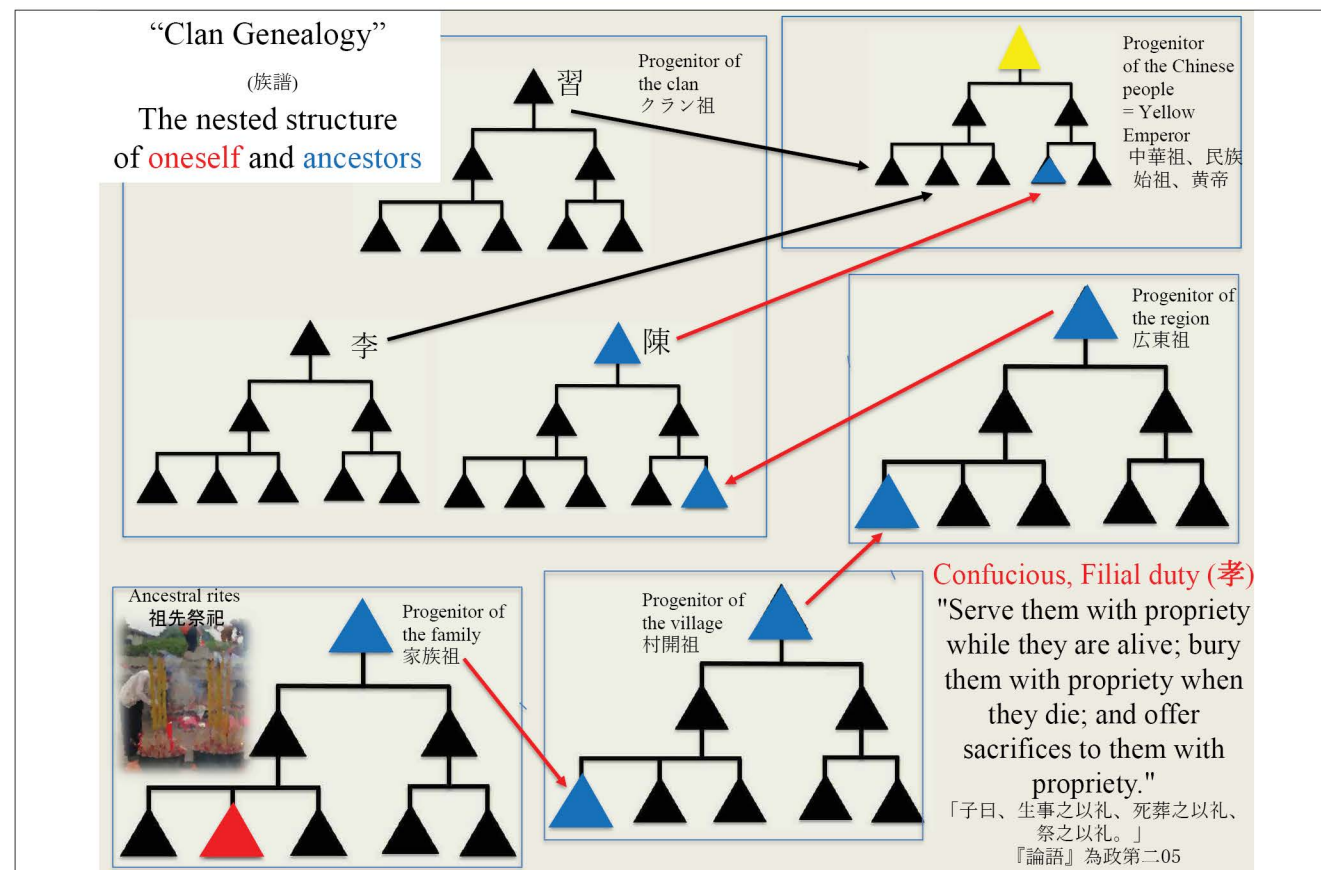 “Clan Genealogy”
(族譜)
The nested structure
of oneself and ancestors
習
Progenitor of
the clan
クラン祖
Progenitor
of the Chinese
people
= Yellow
Emperor
中華祖、民族
始祖、黄帝
李
陳
Progenitor of
the region
広東祖
Ancestral rites
祖先祭祀
Progenitor of
the family
家族祖
Progenitor of
the village
村開祖
Confucious, Filial duty (孝)
"Serve them with propriety
while they are alive; bury
them with propriety when
they die; and offer
sacrifices to them with
propriety."
「子曰、生事之以礼、死葬之以礼、
祭之以礼。」
『論語』為政第二05